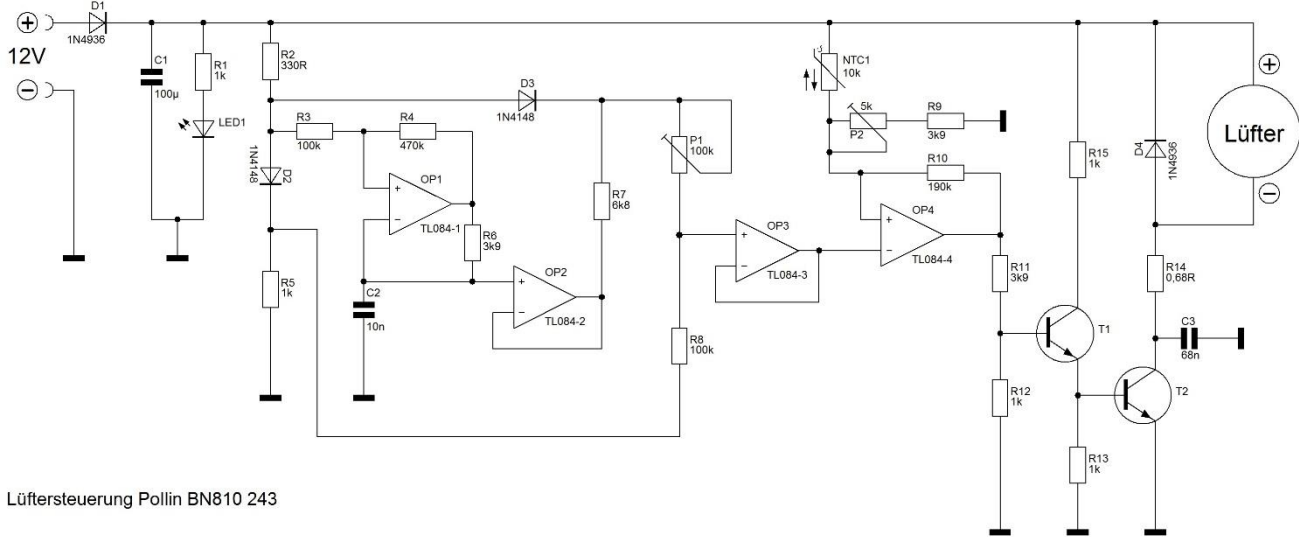 D1
1N4936
12V
C1
100µ
R1
1k
LED1
R2
330R
D3
1N4148
R3
100k
R4
470k
1N4148
D2
OP1
TL084-1
R5
1k
R6
3k9
C2
10n
OP2
TL084-2
R7
6k8
P1
100k
R8
100k
OP3
TL084-3
NTC1
10k
5k
P2
R9
3k9
R10
190k
OP4
TL084-4
R11
3k9
R12
1k
R15
1k
T1
R13
1k
D4
1N4936
Lüfter
R14
0,68R
C3
68n
T2
Lüftersteuerung Pollin BN810 243